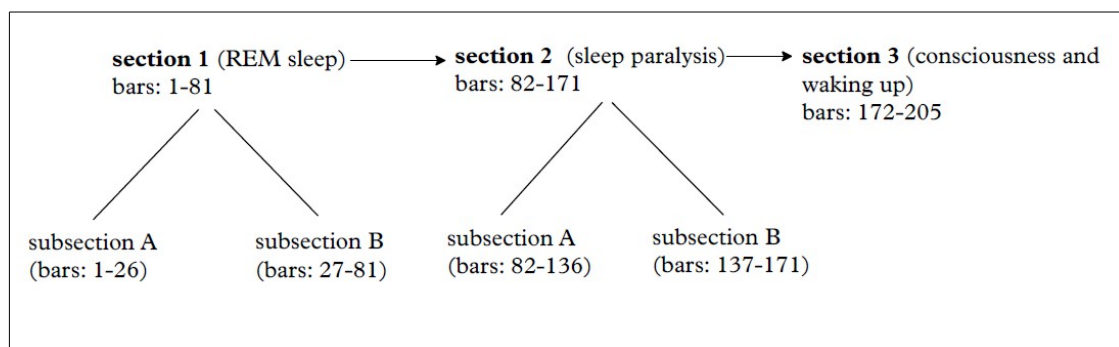 section 1 (REM sleep)
bars: 1-81
section 2 (sleep paralysis)
bars: 82-171
section 3 (consciousness and
waking up)
bars: 172-205
subsection A
(bars: 1-26)
subsection B
(bars: 27-81)
subsection A
(bars: 82-136)
subsection B
(bars: 137-171)